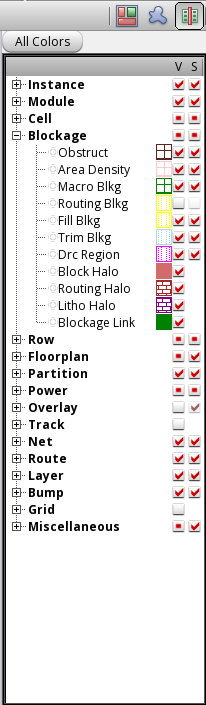 All Colors
V S
Instance
Module
Cell
Blockage
Obstruct
Area Density
Macro Blkg
Routing Blkg
Fill Blkg
Trim Blkg
Drc Region
Block Halo
Routing Halo
Litho Halo
Blockage Link
Row
Floorplan
Partition
Power
Overlay
Track
Net
Route
Layer
Bump
Grid
Miscellaneous